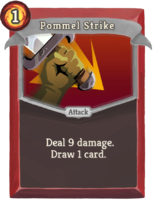 1
Pommel Strike
Attack
Deal 9 damage.
Draw 1 card.